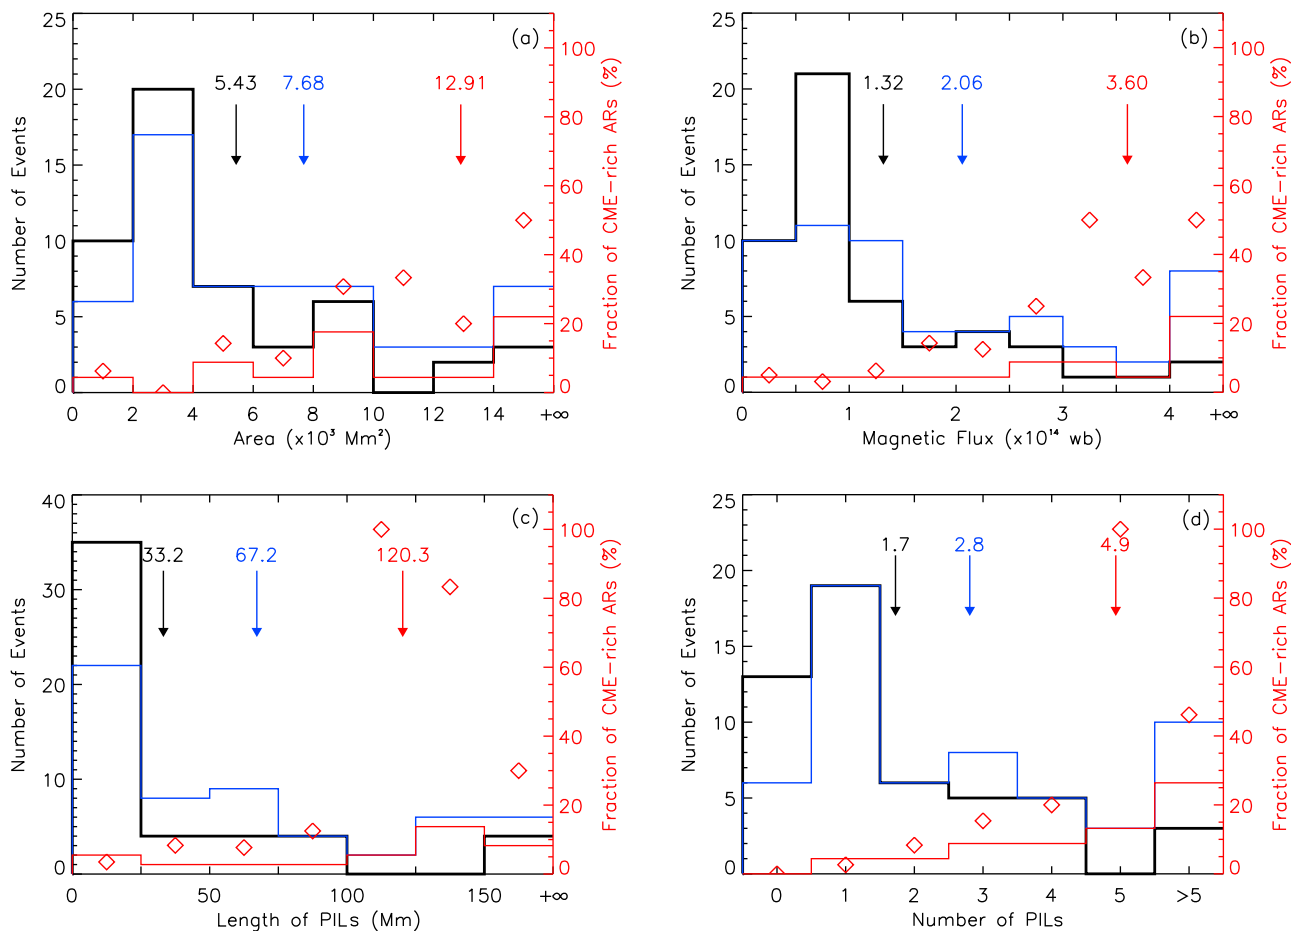 25
20
15
10
5
0
Number of Events
(a)
5.43
7.68
12.91
100
80
60
40
20
0
Fraction of CME-rich ARs (%)
0 2 4 6 8 10 12 14 +∞
Area (x10³ Mm²)
25
20
15
10
5
0
Number of Events
(b)
1.32
2.06
3.60
100
80
60
40
20
0
Fraction of CME-rich ARs (%)
0 1 2 3 4 +∞
Magnetic Flux (x10¹⁴ wb)
40
30
20
10
0
Number of Events
(c)
33.2
67.2
120.3
100
80
60
40
20
0
Fraction of CME-rich ARs (%)
0 50 100 150 +∞
Length of PILs (Mm)
25
20
15
10
5
0
Number of Events
(d)
1.7
2.8
4.9
100
80
60
40
20
0
Fraction of CME-rich ARs (%)
0 1 2 3 4 5 >5
Number of PILs